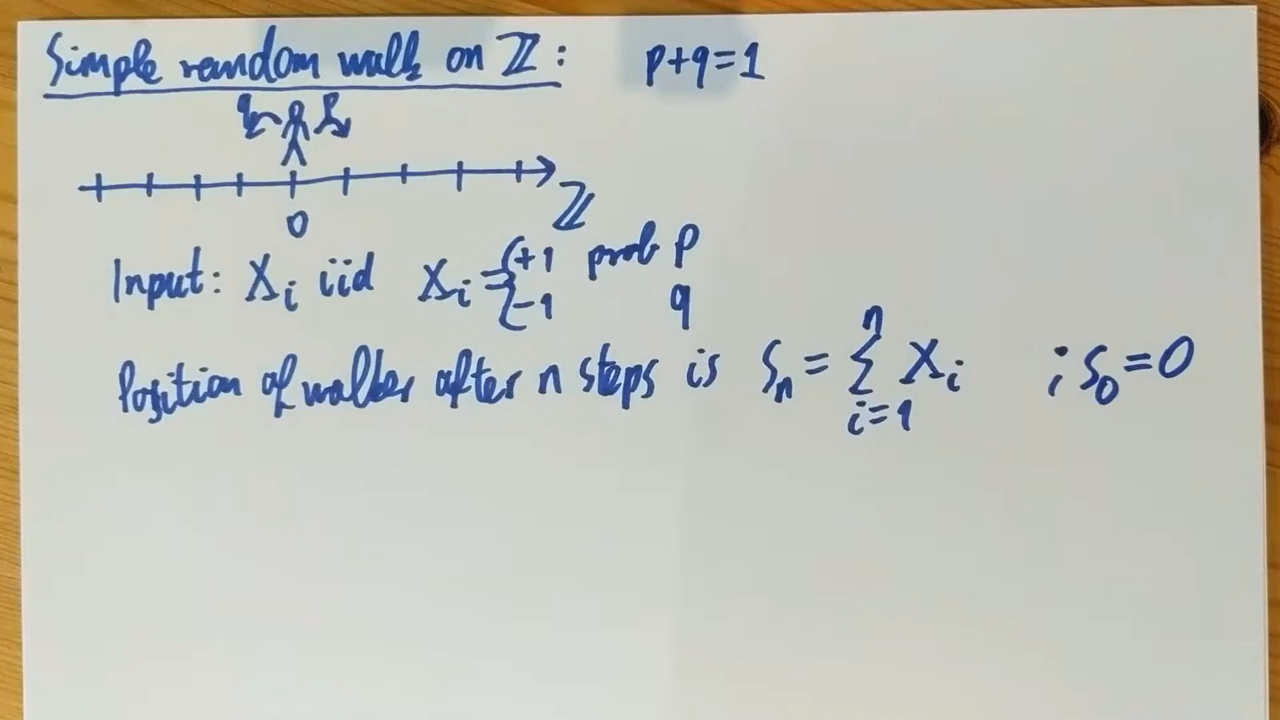 Simple random walk on ℤ: p+q=1
0 ℤ
Input: Xᵢ iid Xᵢ = { +1 prob p
−1 q
Position of walker after n steps is Sₙ = ∑ᵢ₌₁ⁿ Xᵢ ; S₀ = 0